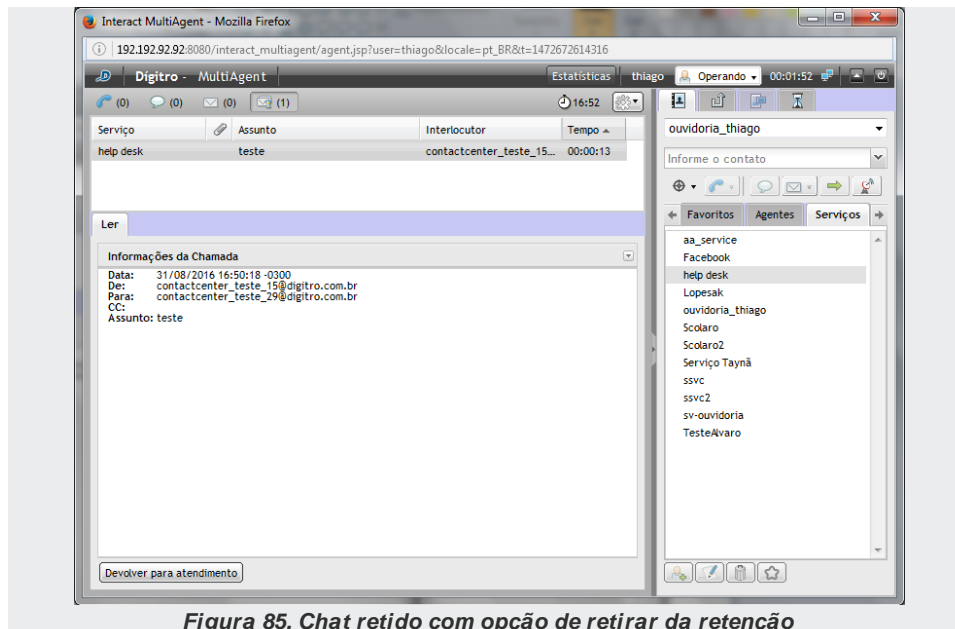 Interact MultiAgent - Mozilla Firefox
192.192.92.92:8080/interact_multiagent/agent.jsp?user=thiago&locale=pt_BR&t=1472672614316
Dígitro - MultiAgent Estatísticas thiago Operando 00:01:52
(0) (0) (0) (1) 16:52
Serviço Assunto Interlocutor Tempo
help desk teste contactcenter_teste_15... 00:00:13
Ler
Informações da Chamada
Data: 31/08/2016 16:50:18 -0300
De: contactcenter_teste_15@digitro.com.br
Para: contactcenter_teste_29@digitro.com.br
CC:
Assunto: teste
Devolver para atendimento
ouvidoria_thiago
Informe o contato
Favoritos Agentes Serviços
aa_service
Facebook
help desk
Lopesak
ouvidoria_thiago
Scolaro
Scolaro2
Serviço Taynã
ssvc
ssvc2
sv-ouvidoria
TesteAlvaro
Figura 85. Chat retido com opção de retirar da retenção